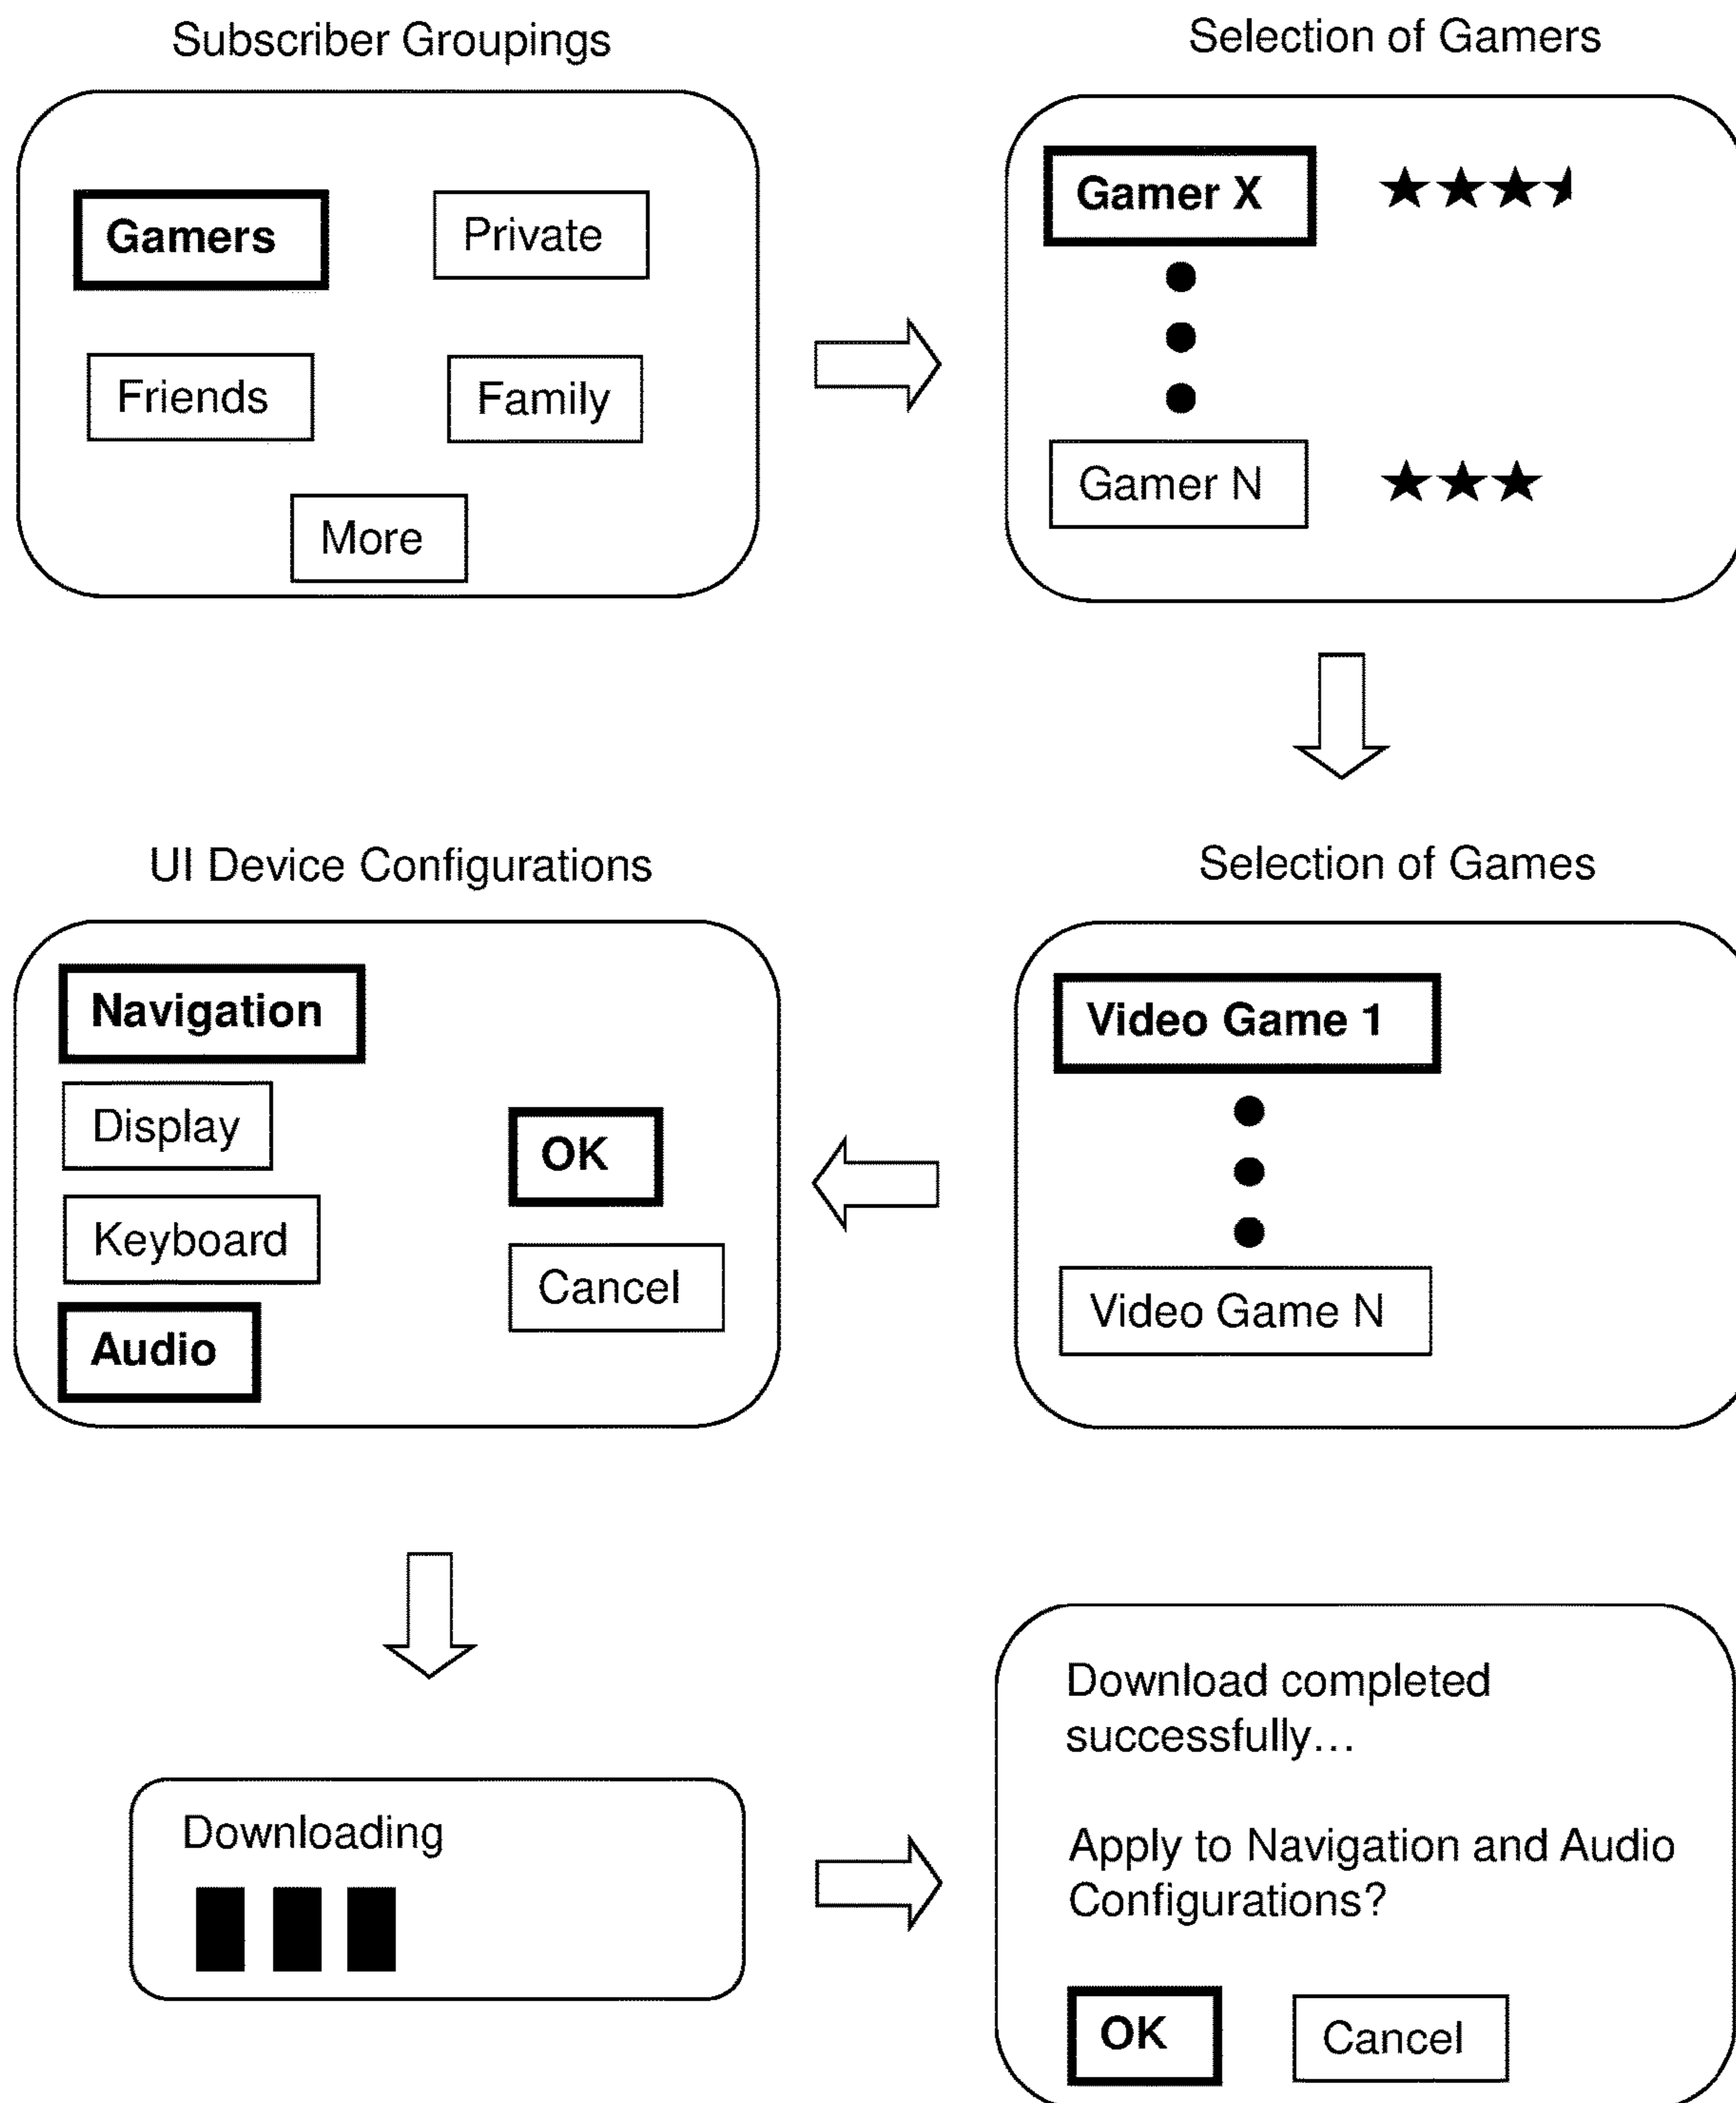 Subscriber Groupings
Gamers
Private
Friends
Family
More
Selection of Gamers
Gamer X
Gamer N
Selection of Games
Video Game 1
Video Game N
UI Device Configurations
Navigation
Display
Keyboard
Audio
OK
Cancel
Downloading
Download completed
successfully...
Apply to Navigation and Audio
Configurations?
OK
Cancel